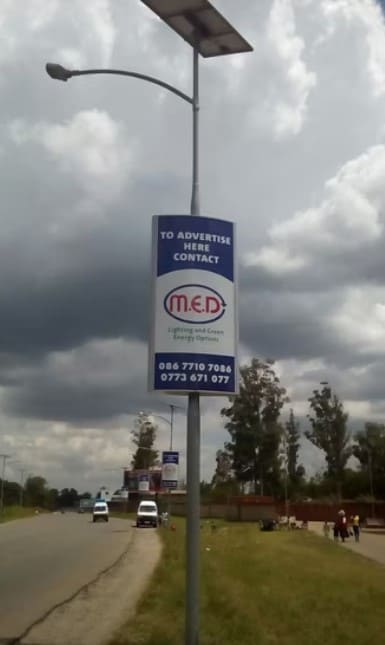 TO ADVERTISE
HERE
CONTACT
M.E.D
Lighting and Green
Energy Options
086 7710 7086
0773 671 077